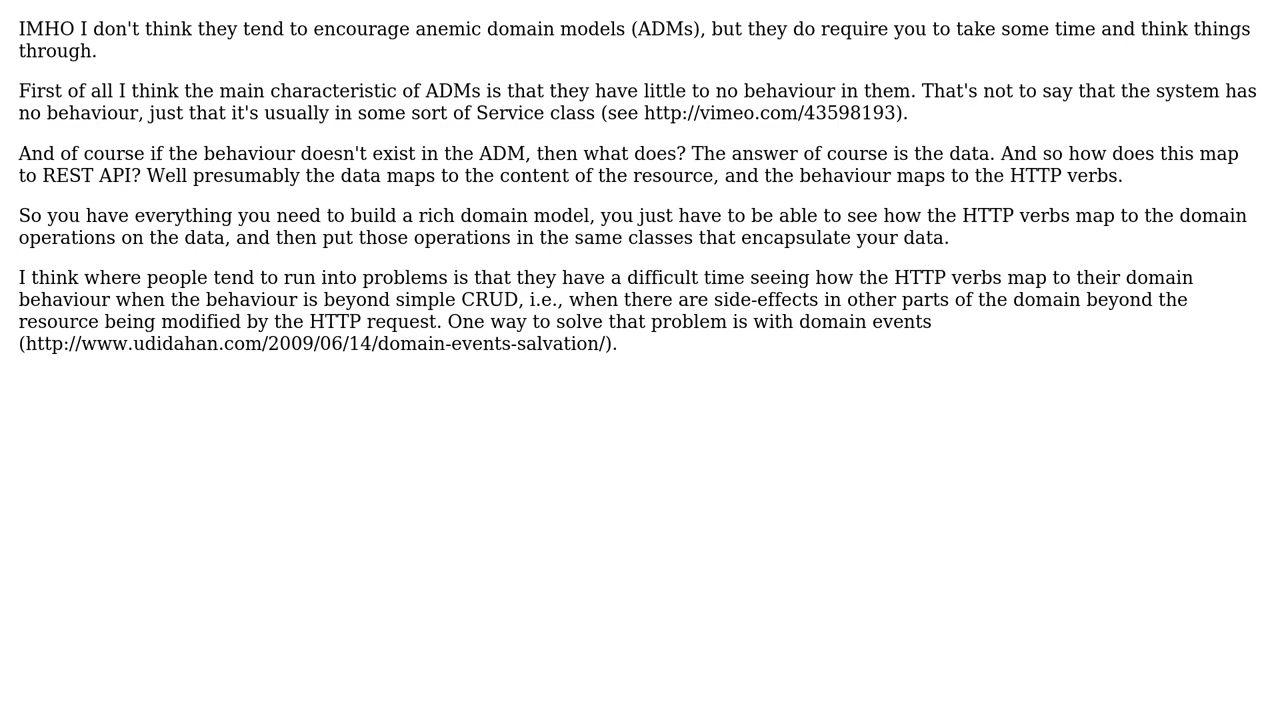 IMHO I don't think they tend to encourage anemic domain models (ADMs), but they do require you to take some time and think things
through.
First of all I think the main characteristic of ADMs is that they have little to no behaviour in them. That's not to say that the system has
no behaviour, just that it's usually in some sort of Service class (see http://vimeo.com/43598193).
And of course if the behaviour doesn't exist in the ADM, then what does? The answer of course is the data. And so how does this map
to REST API? Well presumably the data maps to the content of the resource, and the behaviour maps to the HTTP verbs.
So you have everything you need to build a rich domain model, you just have to be able to see how the HTTP verbs map to the domain
operations on the data, and then put those operations in the same classes that encapsulate your data.
I think where people tend to run into problems is that they have a difficult time seeing how the HTTP verbs map to their domain
behaviour when the behaviour is beyond simple CRUD, i.e., when there are side-effects in other parts of the domain beyond the
resource being modified by the HTTP request. One way to solve that problem is with domain events
(http://www.udidahan.com/2009/06/14/domain-events-salvation/).